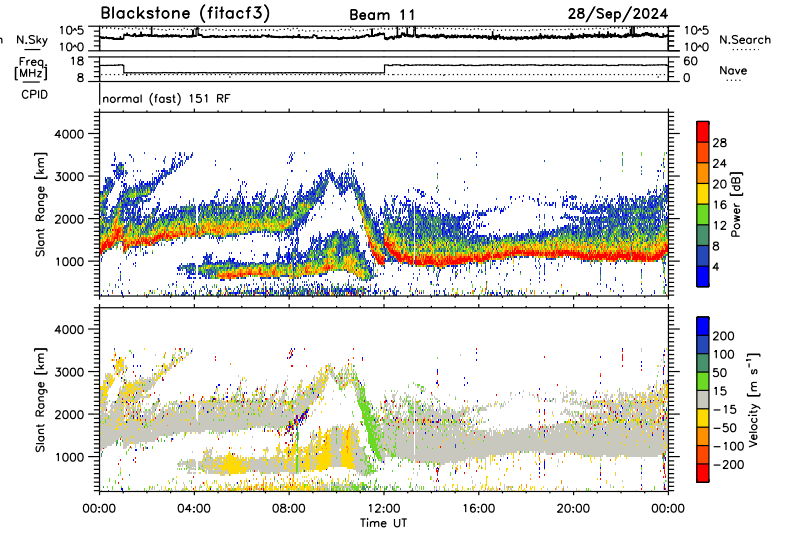 Blackstone (fitacf3) Beam 11 28/Sep/2024
N.Sky 10^5 10^0 10^5 10^0 N.Search
Freq. [MHz] 18 8 60 0 Nave
CPID normal (fast) 151 RF
Slant Range [km] 4000 3000 2000 1000
28 24 20 16 12 8 4 Power [dB]
Slant Range [km] 4000 3000 2000 1000
200 100 50 15 −15 −50 −100 −200 Velocity [m s⁻¹]
00:00 04:00 08:00 12:00 16:00 20:00 00:00
Time UT